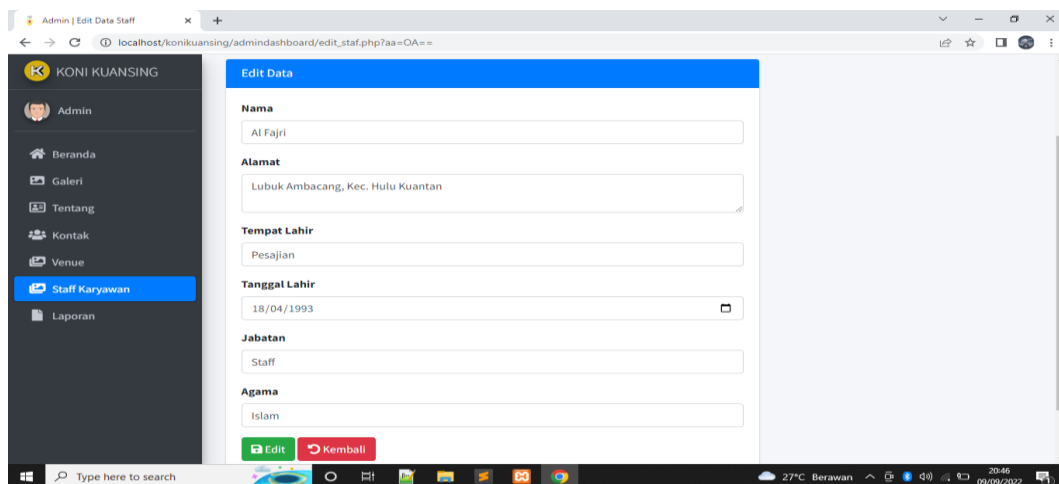 Admin | Edit Data Staff
localhost/konikuansing/admindashboard/edit_staf.php?aa=OA==
KONI KUANSING
Admin
Beranda
Galeri
Tentang
Kontak
Venue
Staff Karyawan
Laporan
Edit Data
Nama
Al Fajri
Alamat
Lubuk Ambacang, Kec. Hulu Kuantan
Tempat Lahir
Pesajian
Tanggal Lahir
18/04/1993
Jabatan
Staff
Agama
Islam
Edit
Kembali
Type here to search
27°C Berawan
20:46
09/09/2022